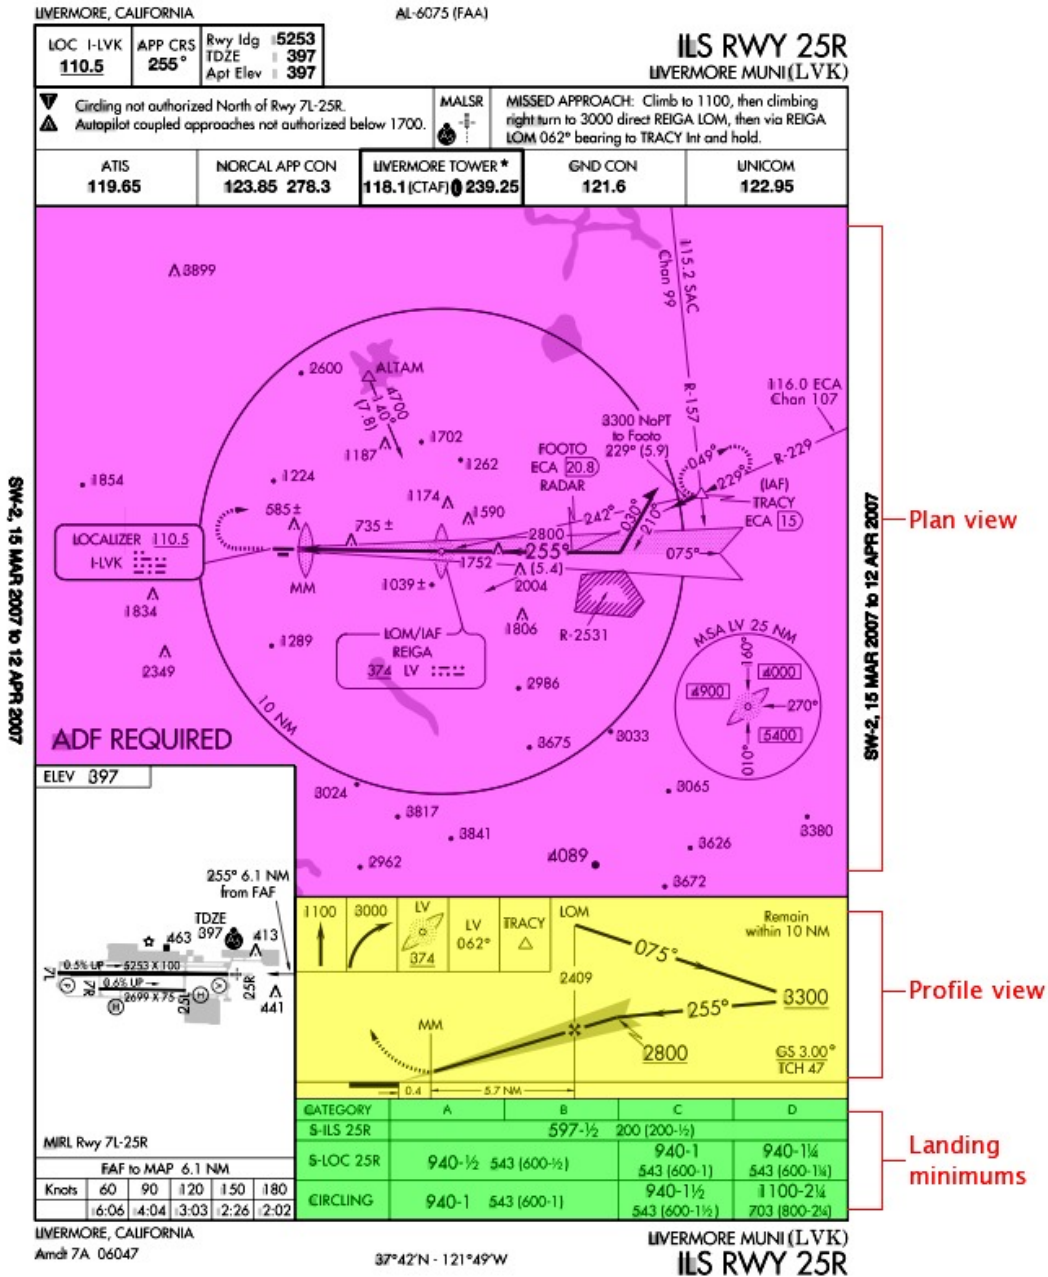 LIVERMORE, CALIFORNIA
AL-6075 (FAA)
LOC I-LVK
110.5
APP CRS
255°
Rwy ldg 5253
TDZE 397
Apt Elev 397
ILS RWY 25R
LIVERMORE MUNI(LVK)
Circling not authorized North of Rwy 7L-25R.
Autopilot coupled approaches not authorized below 1700.
MALSR
MISSED APPROACH: Climb to 1100, then climbing
right turn to 3000 direct REIGA LOM, then via REIGA
LOM 062° bearing to TRACY Int and hold.
ATIS
119.65
NORCAL APP CON
123.85 278.3
LIVERMORE TOWER*
118.1(CTAF) 239.25
GND CON
121.6
UNICOM
122.95
3899
115.2 SAC
Chan 99
R-157
2600
ALTAM
4700
140°
(7.8)
116.0 ECA
Chan 107
R-229
3300 NoPT
to Footo
229° (5.9)
049°
229°
1702
1187
1262
FOOTO
ECA 20.8
RADAR
1854
1224
1174
(IAF)
TRACY
ECA 15
585±
735±
1590
2800
242°
030°
210°
LOCALIZER 110.5
I-LVK
255°
(5.4)
075°
1752
MM
1039±
2004
1834
1806
R-2531
1289
LOM/IAF
REIGA
374 LV
2349
MSA LV 25 NM
160°
4000
4900
270°
5400
010°
2986
10 NM
3675
3033
ADF REQUIRED
SW-2, 15 MAR 2007 to 12 APR 2007
SW-2, 15 MAR 2007 to 12 APR 2007
Plan view
ELEV 397
3024
3817
3065
3841
3380
2962
4089
3626
3672
255° 6.1 NM
from FAF
TDZE
397
463
413
0.5% UP
5253 X 100
7L
7R
0.6% UP
2699 X 75
25L
25R
441
MIRL Rwy 7L-25R
1100
3000
LV
374
LV
062°
TRACY
LOM
Remain
within 10 NM
075°
2409
255°
3300
MM
2800
GS 3.00°
TCH 47
0.4
5.7 NM
Profile view
CATEGORY A B C D
S-ILS 25R 597-½ 200 (200-½)
S-LOC 25R 940-½ 543 (600-½) 940-1 543 (600-1) 940-1¼ 543 (600-1¼)
CIRCLING 940-1 543 (600-1) 940-1½ 543 (600-1½) 1100-2¼ 703 (800-2¼)
Landing
minimums
FAF to MAP 6.1 NM
Knots 60 90 120 150 180
6:06 4:04 3:03 2:26 2:02
LIVERMORE, CALIFORNIA
Amdt 7A 06047
37°42'N - 121°49'W
LIVERMORE MUNI(LVK)
ILS RWY 25R